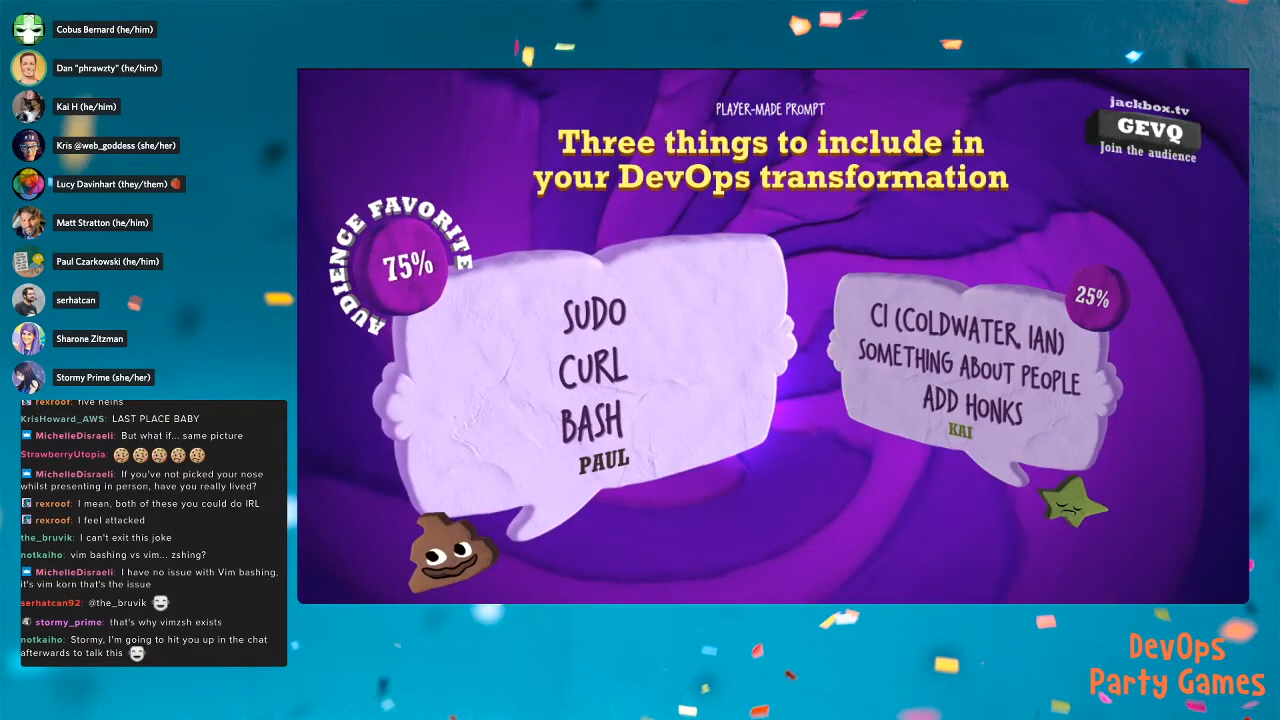 Cobus Bernard (he/him)
Dan "phrawzty" (he/him)
Kai H (he/him)
Kris @web_goddess (she/her)
Lucy Davinhart (they/them)
Matt Stratton (he/him)
Paul Czarkowski (he/him)
serhatcan
Sharone Zitzman
Stormy Prime (she/her)
rexroof: five heins
KrisHoward_AWS: LAST PLACE BABY
MichelleDisraeli: But what if... same picture
StrawberryUtopia:
MichelleDisraeli: If you've not picked your nose
whilst presenting in person, have you really lived?
rexroof: I mean, both of these you could do IRL
rexroof: I feel attacked
the_bruvik: I can't exit this joke
notkaiho: vim bashing vs vim... zshing?
MichelleDisraeli: I have no issue with Vim bashing,
it's vim korn that's the issue
serhatcan92: @the_bruvik
stormy_prime: that's why vimzsh exists
notkaiho: Stormy, I'm going to hit you up in the chat
afterwards to talk this
PLAYER-MADE PROMPT
Three things to include in
your DevOps transformation
jackbox.tv
GEVQ
Join the audience
AUDIENCE FAVORITE
75%
SUDO
CURL
BASH
PAUL
25%
CI (COLDWATER, IAN)
SOMETHING ABOUT PEOPLE
ADD HONKS
KAI
DevOps
Party Games